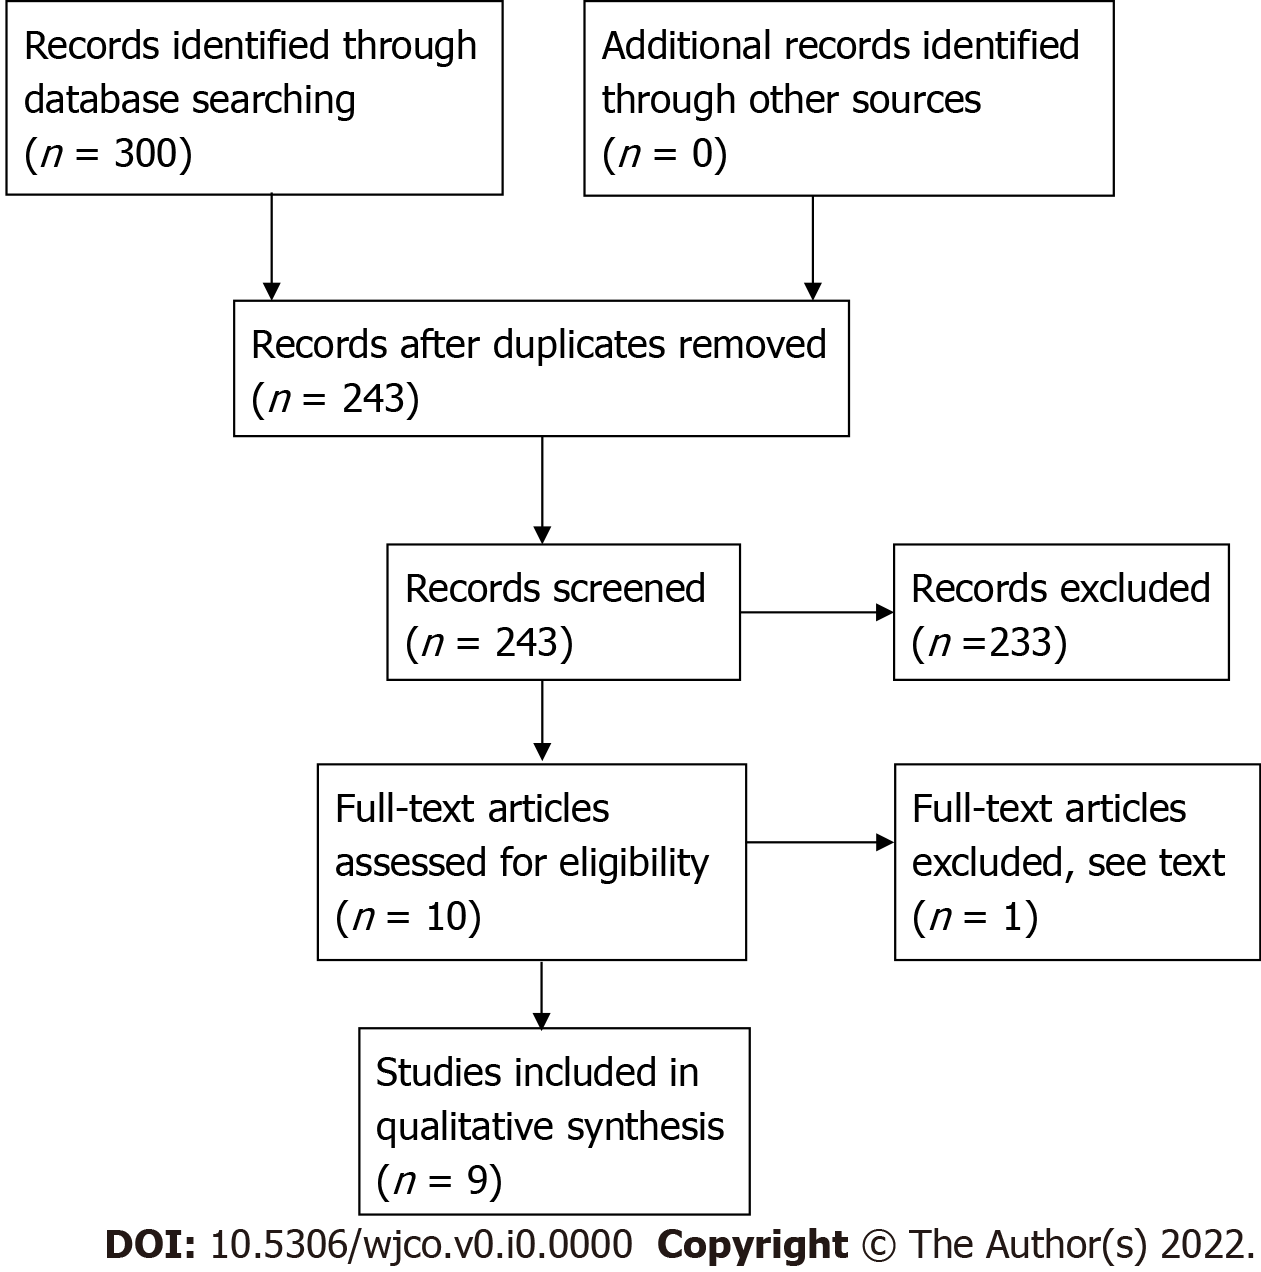 Records identified through
database searching
(n = 300)
Additional records identified
through other sources
(n = 0)
Records after duplicates removed
(n = 243)
Records screened
(n = 243)
Records excluded
(n =233)
Full-text articles
assessed for eligibility
(n = 10)
Full-text articles
excluded, see text
(n = 1)
Studies included in
qualitative synthesis
(n = 9)
DOI: 10.5306/wjco.v0.i0.0000 Copyright © The Author(s) 2022.